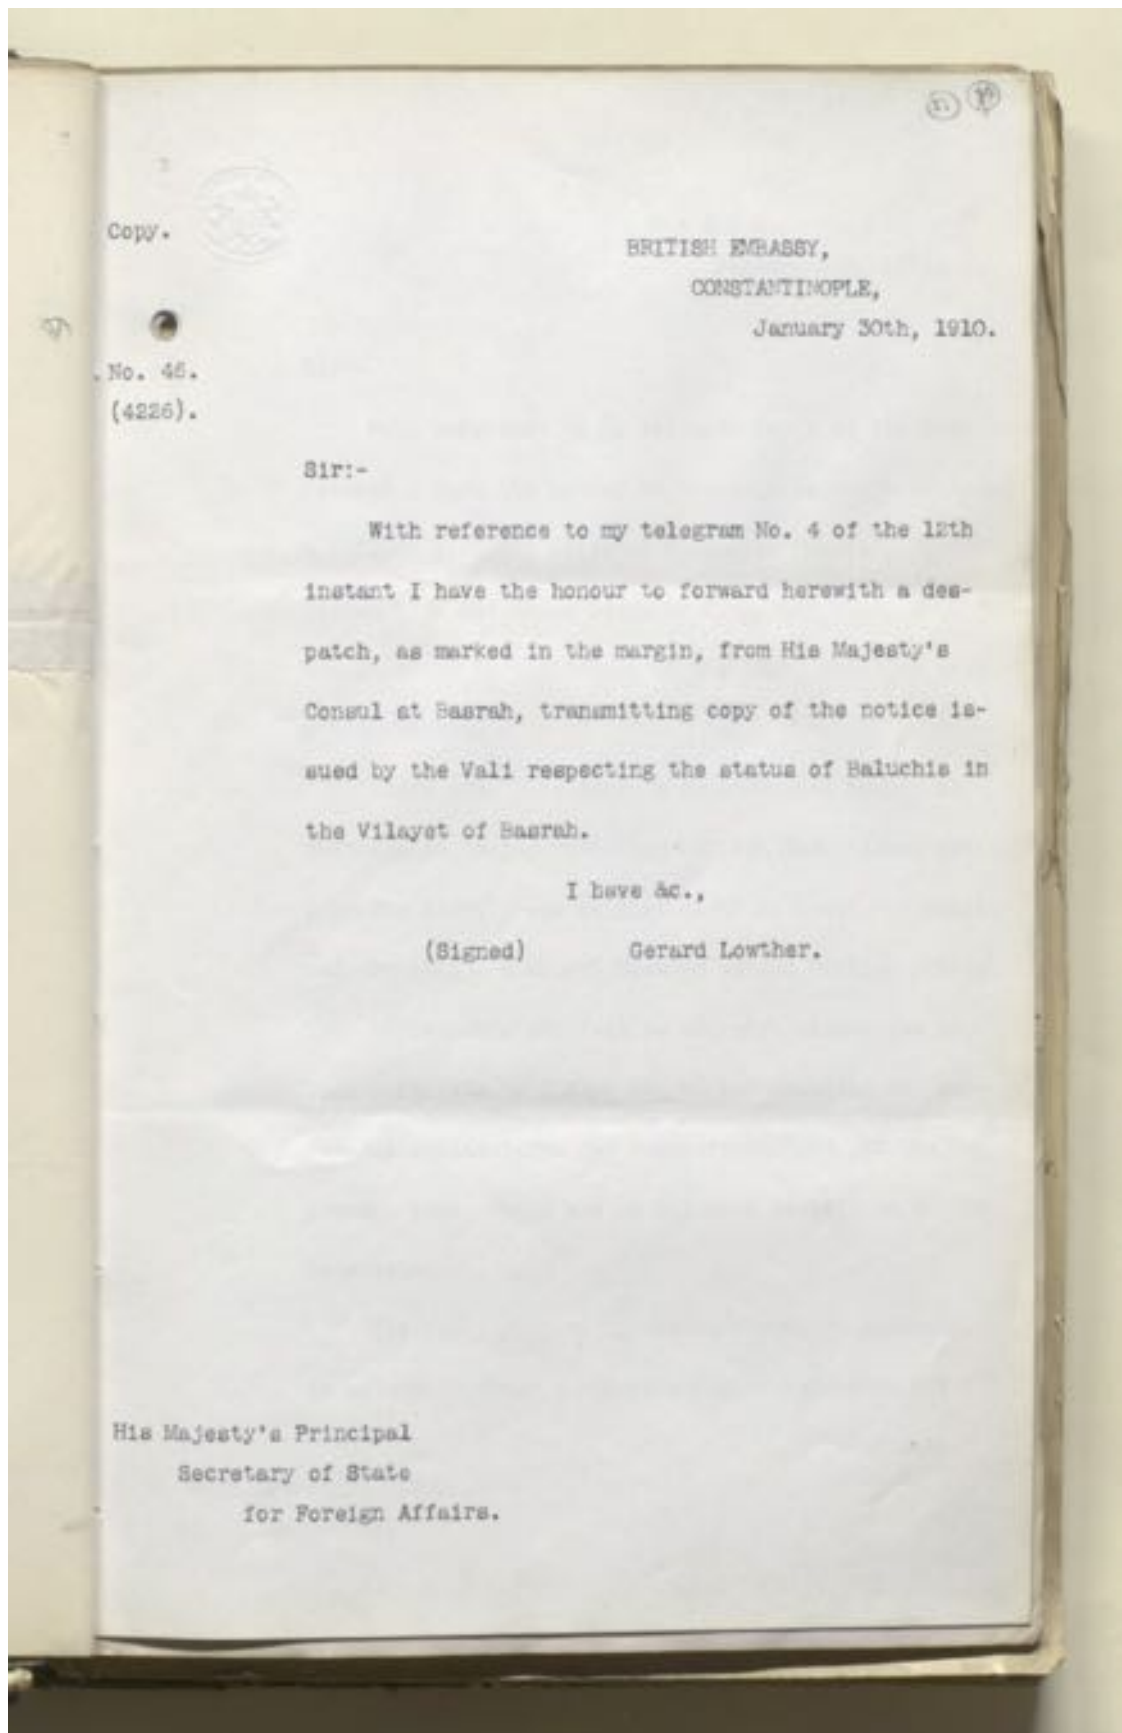 Copy.
BRITISH EMBASSY,
CONSTANTINOPLE,
January 30th, 1910.
No. 46.
(4226).
Sir:-
With reference to my telegram No. 4 of the 12th
instant I have the honour to forward herewith a des-
patch, as marked in the margin, from His Majesty's
Consul at Basrah, transmitting copy of the notice is-
sued by the Vali respecting the status of Baluchis in
the Vilayet of Basrah.
I have &c.,
(Signed) Gerard Lowther.
His Majesty's Principal
Secretary of State
for Foreign Affairs.